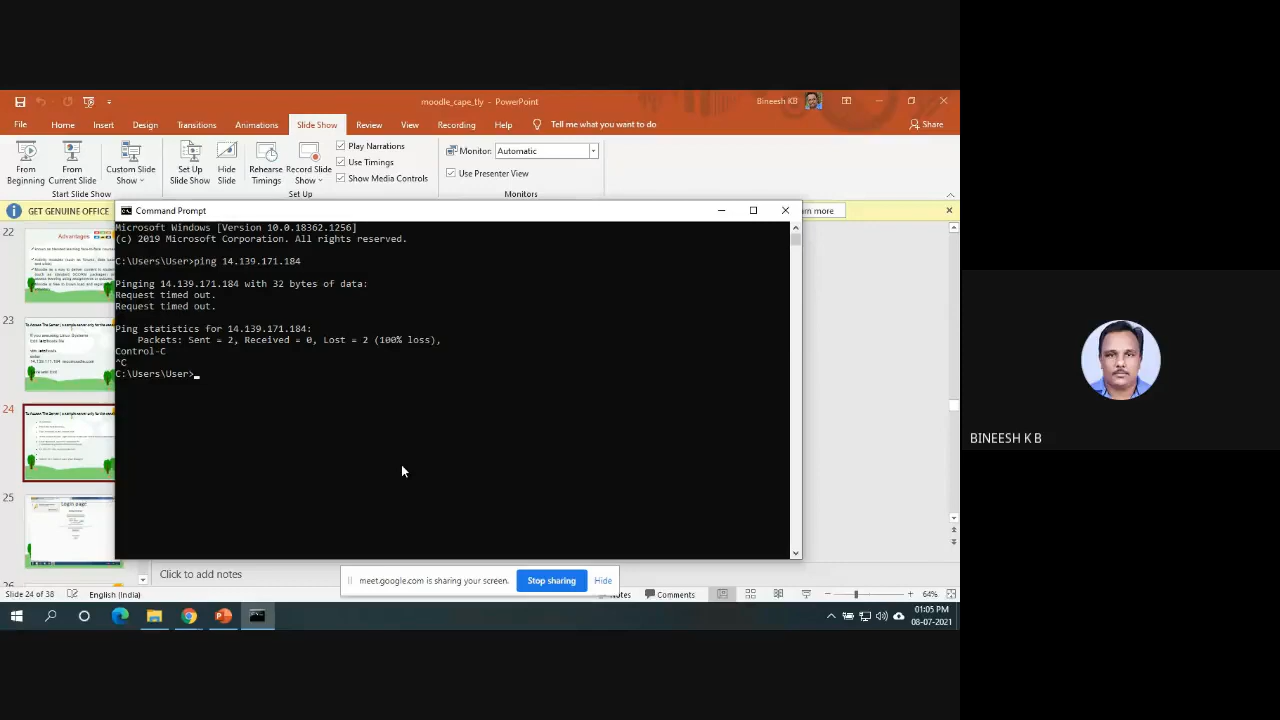 moodle_cape_tly - PowerPoint
Bineesh KB
File Home Insert Design Transitions Animations Slide Show Review View Recording Help Tell me what you want to do Share
From Beginning
From Current Slide
Custom Slide Show
Set Up Slide Show
Hide Slide
Rehearse Timings
Record Slide Show
Play Narrations
Use Timings
Show Media Controls
Monitor: Automatic
Use Presenter View
Start Slide Show
Set Up
Monitors
GET GENUINE OFFICE
rn more
Command Prompt
Microsoft Windows [Version 10.0.18362.1256]
(c) 2019 Microsoft Corporation. All rights reserved.
C:\Users\User>ping 14.139.171.184
Pinging 14.139.171.184 with 32 bytes of data:
Request timed out.
Request timed out.
Ping statistics for 14.139.171.184:
Packets: Sent = 2, Received = 0, Lost = 2 (100% loss),
Control-C
^C
C:\Users\User>
22
Advantages
23
24
25
Login page
26
Click to add notes
meet.google.com is sharing your screen.
Stop sharing
Hide
Slide 24 of 38
English (India)
Notes
Comments
64%
01:05 PM
08-07-2021
BINEESH K B